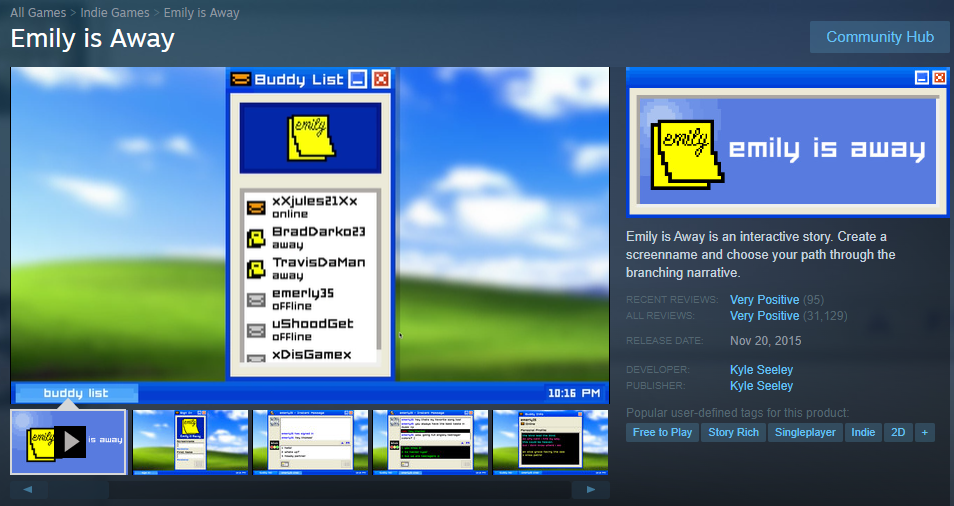 All Games > Indie Games > Emily is Away
Emily is Away
Community Hub
Buddy List
emily
xXjules21Xx
online
BradDarko23
away
TravisDaMan
away
emerly35
offline
uShoodGet
offline
xDisGamex
buddy list
10:16 PM
emily
emily is away
Emily is Away is an interactive story. Create a
screenname and choose your path through the
branching narrative.
RECENT REVIEWS: Very Positive (95)
ALL REVIEWS: Very Positive (31,129)
RELEASE DATE: Nov 20, 2015
DEVELOPER: Kyle Seeley
PUBLISHER: Kyle Seeley
Popular user-defined tags for this product:
Free to Play Story Rich Singleplayer Indie 2D +
emily is away